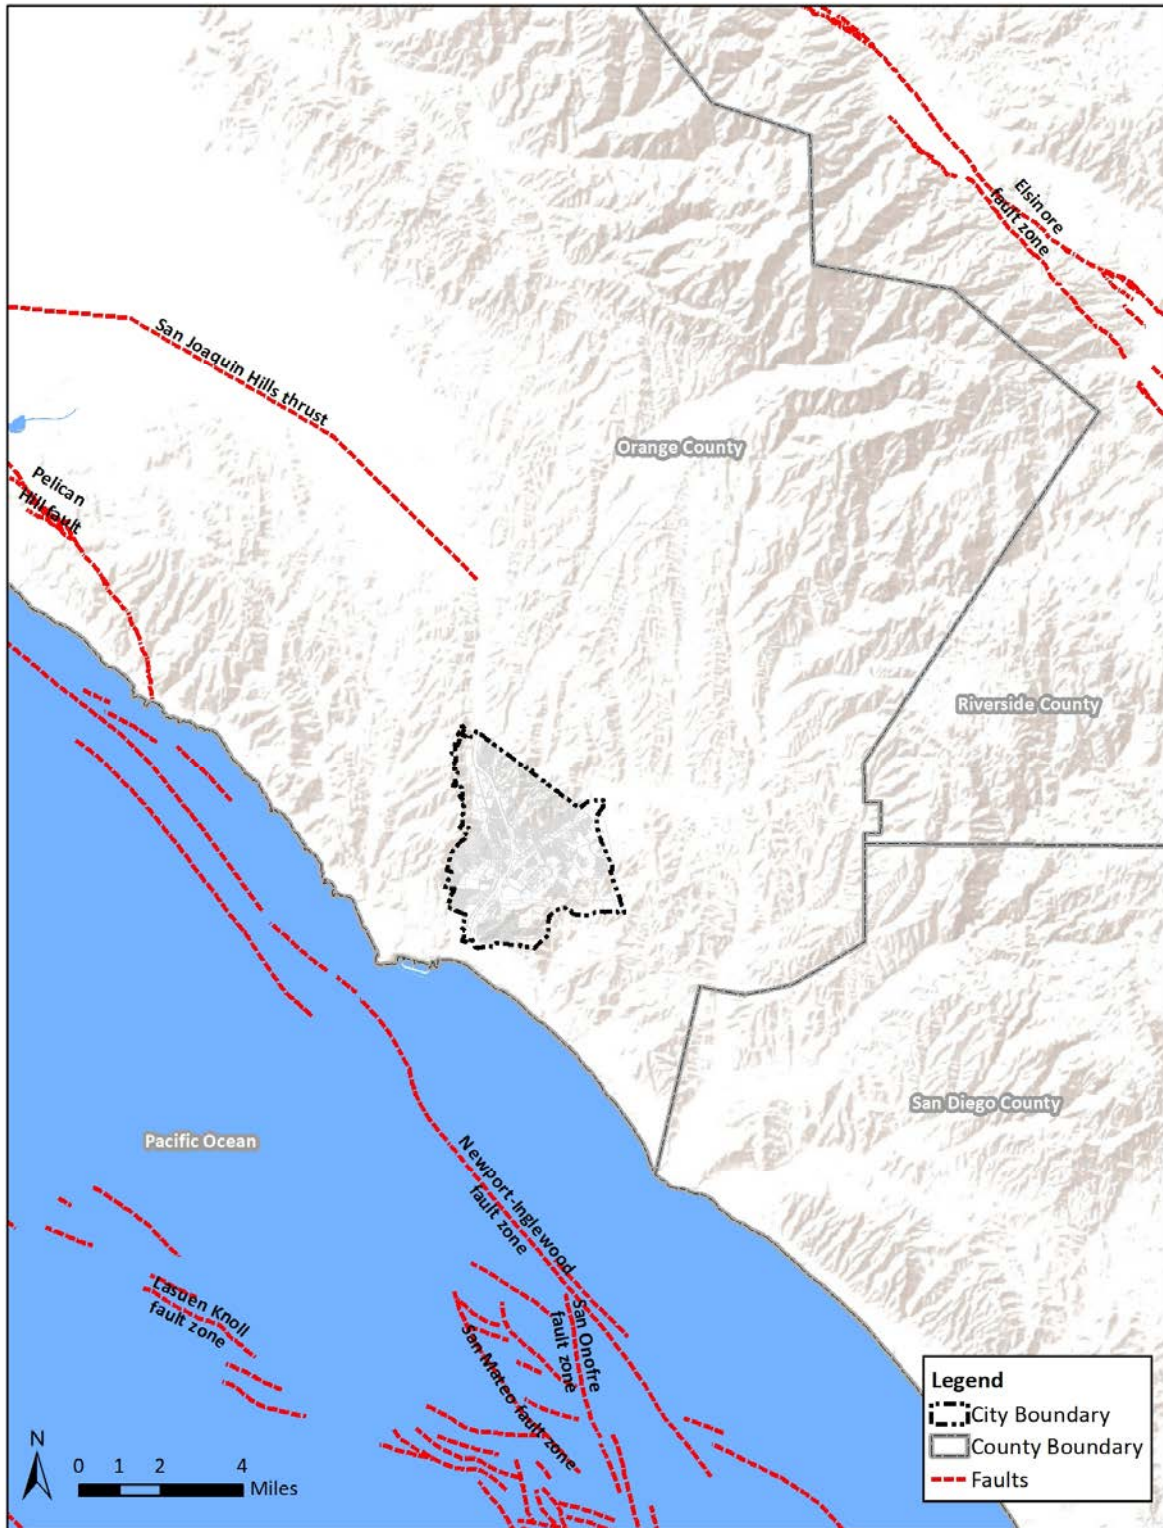 Elsinore
fault zone
San Joaquin Hills thrust
Orange County
Pelican
Hill fault
Riverside County
San Diego County
Pacific Ocean
Newport-Inglewood
fault zone
Lasuen Knoll
fault zone
San Onofre
fault zone
San Mateo fault zone
Legend
City Boundary
County Boundary
Faults
N
0 1 2 4
Miles